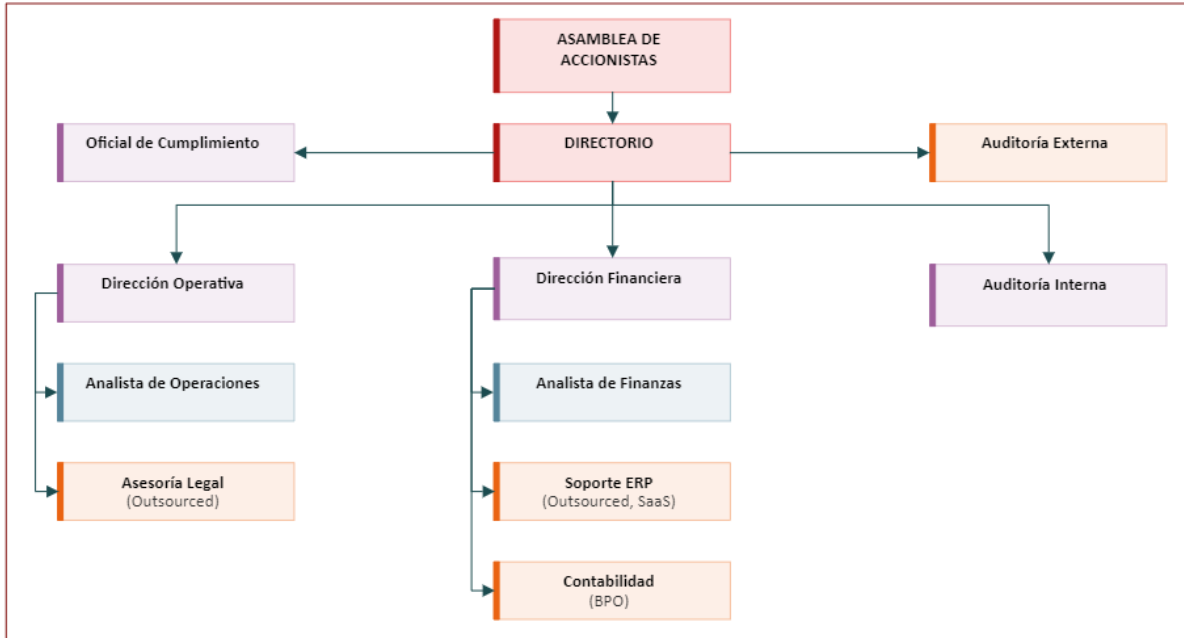 ASAMBLEA DE
ACCIONISTAS
Oficial de Cumplimiento
DIRECTORIO
Auditoría Externa
Dirección Operativa
Dirección Financiera
Auditoría Interna
Analista de Operaciones
Analista de Finanzas
Asesoría Legal
(Outsourced)
Soporte ERP
(Outsourced, SaaS)
Contabilidad
(BPO)